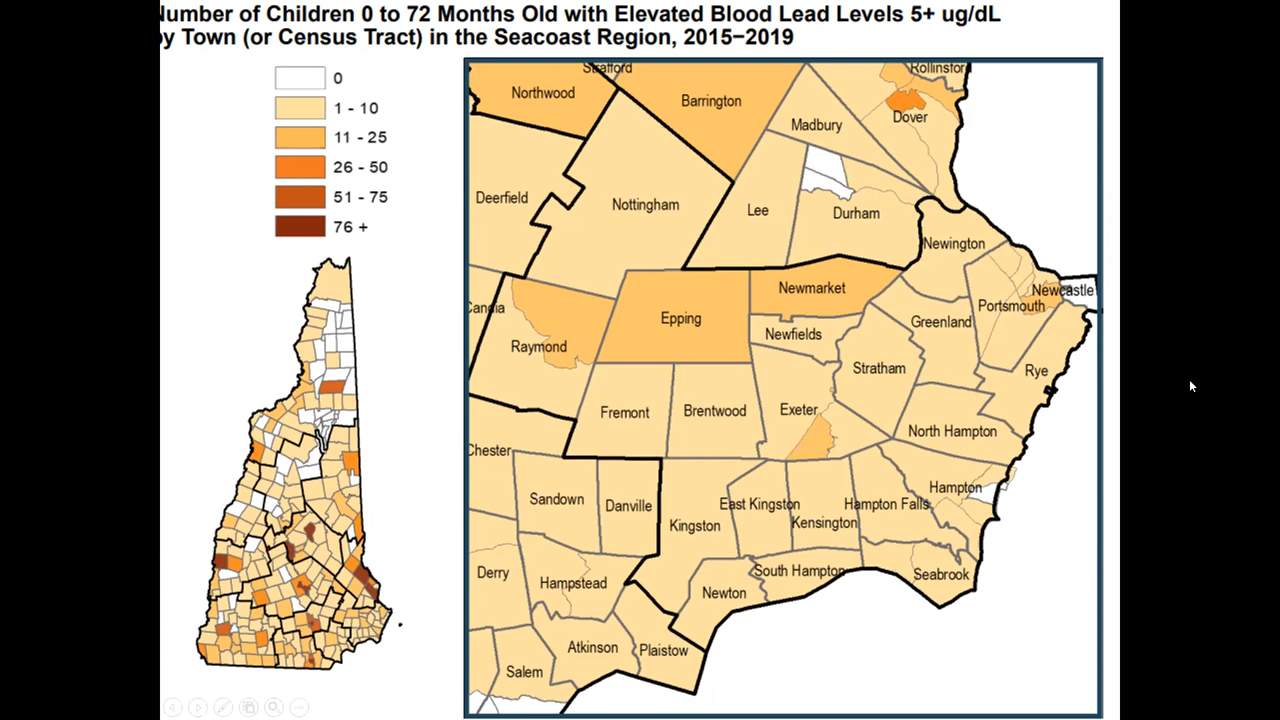 Number of Children 0 to 72 Months Old with Elevated Blood Lead Levels 5+ ug/dL
by Town (or Census Tract) in the Seacoast Region, 2015−2019
0
1 - 10
11 - 25
26 - 50
51 - 75
76 +
Strafford
Rollinsfor
Northwood
Barrington
Dover
Madbury
Deerfield
Nottingham
Lee
Durham
Newington
Newmarket
Newcastle
Candia
Epping
Portsmouth
Greenland
Newfields
Raymond
Stratham
Rye
Fremont
Brentwood
Exeter
North Hampton
Chester
Hampton
Sandown
Danville
East Kingston
Hampton Falls
Kingston
Kensington
Derry
Hampstead
South Hampton
Seabrook
Newton
Atkinson
Plaistow
Salem